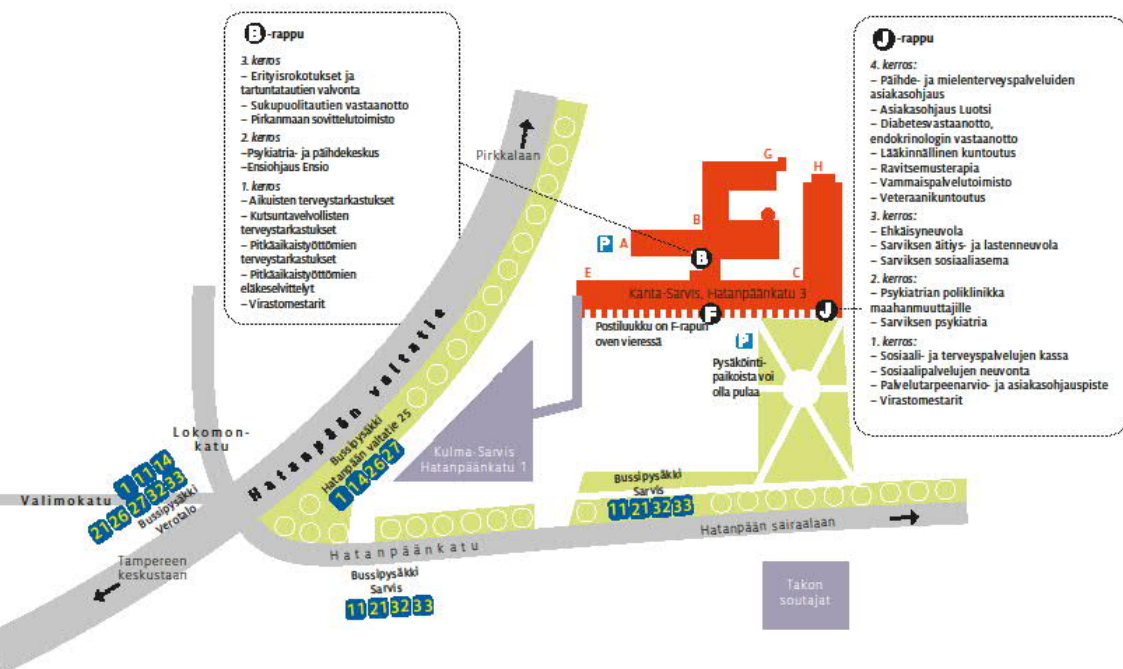 B-rappu
3. kerros
– Erityisrokotukset ja
tartuntatautien valvonta
– Sukupuolitautien vastaanotto
– Pirkanmaan sovittelutoimisto
2. kerros
–Psykiatria- ja päihdekeskus
–Ensiohjaus Ensio
1. kerros
– Aikuisten terveystarkastukset
– Kutsuntavelvollisten
terveystarkastukset
– Pitkäaikaistyöttömien
terveystarkastukset
– Pitkäaikaistyöttömien
eläkeselvittelyt
– Virastomestarit
J-rappu
4. kerros:
– Päihde- ja mielenterveyspalveluiden
asiakasohjaus
– Asiakasohjaus Luotsi
– Diabetesvastaanotto,
endokrinologin vastaanotto
– Lääkinnällinen kuntoutus
– Ravitsemusterapia
– Vammaispalvelutoimisto
– Veteraanikuntoutus
3. kerros:
– Ehkäisyneuvola
– Sarviksen äitiys- ja lastenneuvola
– Sarviksen sosiaaliasema
2. kerros:
– Psykiatrian poliklinikka
maahanmuuttajille
– Sarviksen psykiatria
1. kerros:
– Sosiaali- ja terveyspalvelujen kassa
– Sosiaalipalvelujen neuvonta
– Palvelutarpeenarvio- ja asiakasohjauspiste
– Virastomestarit
Pirkkalaan
G
H
B
P
A
B
E
C
Kanta-Sarvis, Hatanpäänkatu 3
F
J
Postiluukku on F-rapun
oven vieressä
P
Pysäköinti-
paikoista voi
olla pulaa
Hatanpään valtatie
Bussipysäkki
Hatanpään valtatie 25
1 14 26 27
Kulma-Sarvis
Hatanpäänkatu 1
Lokomon-
katu
Valimokatu
1 11 14
21 26 27 32 33
Bussipysäkki
Verotalo
Bussipysäkki
Sarvis
11 21 32 33
Hatanpään sairaalaan
Hatanpäänkatu
Tampereen
keskustaan
Bussipysäkki
Sarvis
11 21 32 33
Takon
soutajat